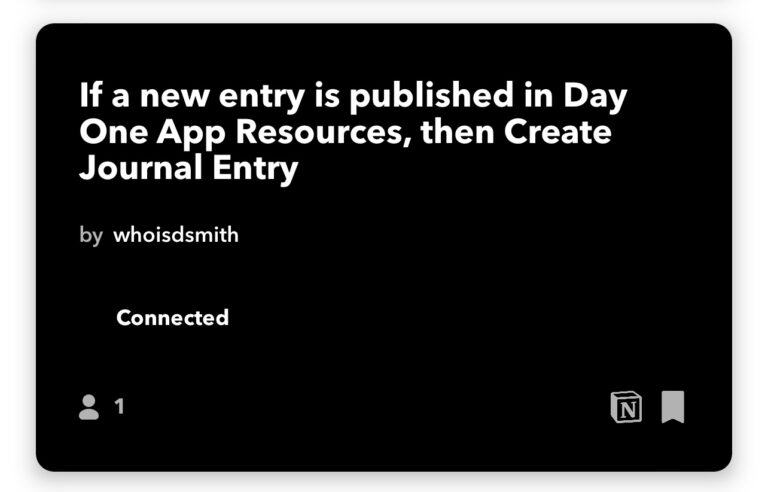 If a new entry is published in Day
One App Resources, then Create
Journal Entry
by whoisdsmith
Connected
1
N